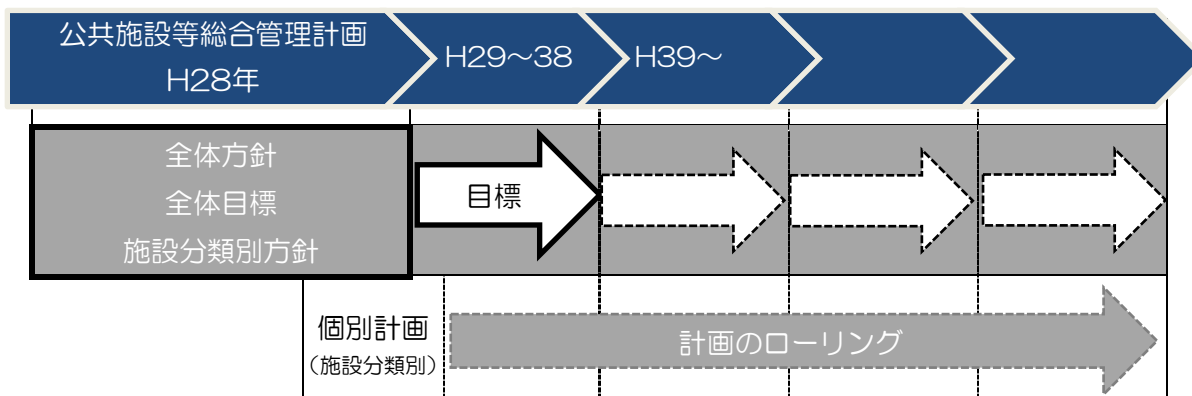 公共施設等総合管理計画
H28年
H29～38
H39～
全体方針
全体目標
施設分類別方針
目標
個別計画
（施設分類別）
計画のローリング